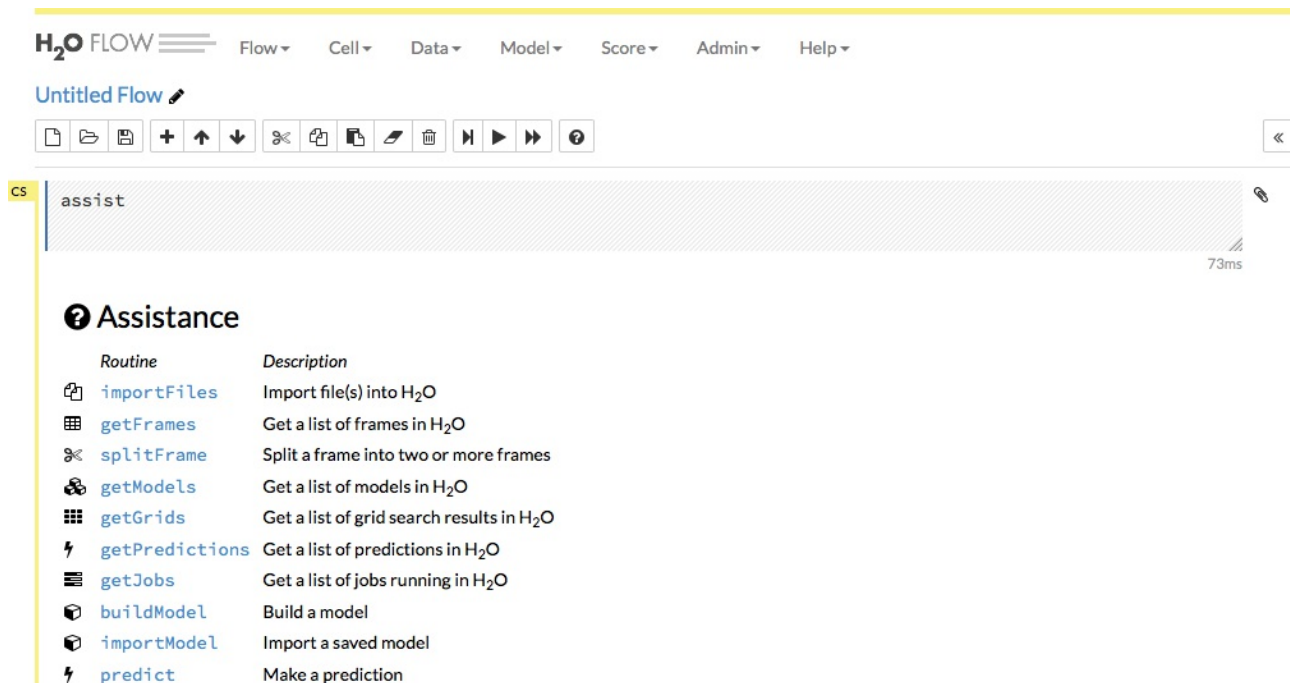 H2O FLOW Flow Cell Data Model Score Admin Help
Untitled Flow
CS
assist
73ms
Assistance
Routine Description
importFiles Import file(s) into H2O
getFrames Get a list of frames in H2O
splitFrame Split a frame into two or more frames
getModels Get a list of models in H2O
getGrids Get a list of grid search results in H2O
getPredictions Get a list of predictions in H2O
getJobs Get a list of jobs running in H2O
buildModel Build a model
importModel Import a saved model
predict Make a prediction